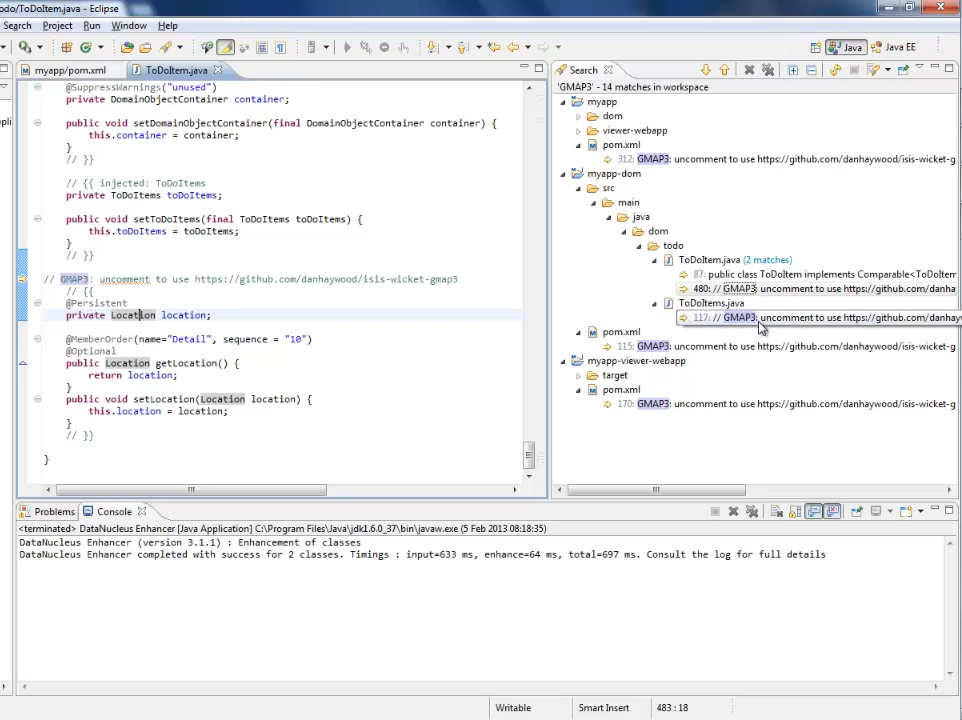 odo/ToDoItem.java - Eclipse
Search Project Run Window Help
Java Java EE
myapp/pom.xml ToDoItem.java
@SuppressWarnings("unused")
private DomainObjectContainer container;
public void setDomainObjectContainer(final DomainObjectContainer container) {
this.container = container;
}
// }}
// {{ injected: ToDoItems
private ToDoItems toDoItems;
public void setToDoItems(final ToDoItems toDoItems) {
this.toDoItems = toDoItems;
}
// }}
// GMAP3: uncomment to use https://github.com/danhaywood/isis-wicket-gmap3
// {{
@Persistent
private Location location;
@MemberOrder(name="Detail", sequence = "10")
@Optional
public Location getLocation() {
return location;
}
public void setLocation(Location location) {
this.location = location;
}
// }}
}
Search
'GMAP3' - 14 matches in workspace
myapp
dom
viewer-webapp
pom.xml
312: GMAP3: uncomment to use https://github.com/danhaywood/isis-wicket-g
myapp-dom
src
main
java
dom
todo
ToDoItem.java (2 matches)
87: public class ToDoItem implements Comparable<ToDoItem
480: // GMAP3: uncomment to use https://github.com/danha
ToDoItems.java
117: // GMAP3: uncomment to use https://github.com/danhayw
pom.xml
115: GMAP3: uncomment to use https://github.com/danhaywood/isis-wicket-g
myapp-viewer-webapp
target
pom.xml
170: GMAP3: uncomment to use https://github.com/danhaywood/isis-wicket-g
Problems Console
<terminated> DataNucleus Enhancer [Java Application] C:\Program Files\Java\jdk1.6.0_37\bin\javaw.exe (5 Feb 2013 08:18:35)
DataNucleus Enhancer (version 3.1.1) : Enhancement of classes
DataNucleus Enhancer completed with success for 2 classes. Timings : input=633 ms, enhance=64 ms, total=697 ms. Consult the log for full details
Writable Smart Insert 483 : 18